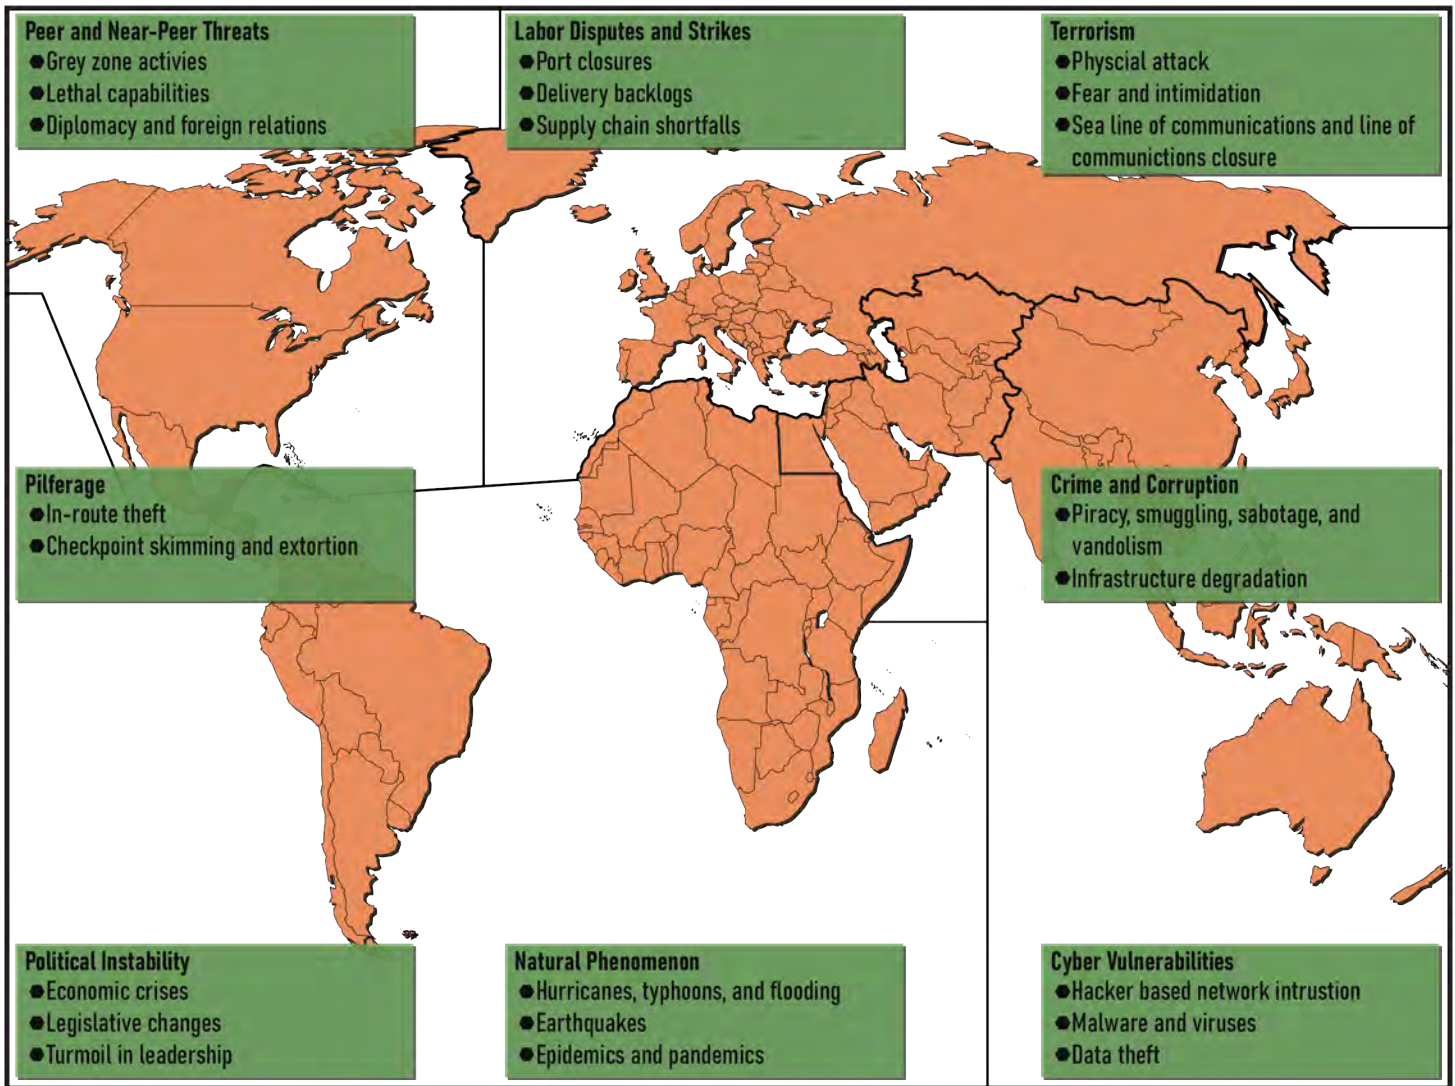 Peer and Near-Peer Threats
●Grey zone activies
●Lethal capabilities
●Diplomacy and foreign relations
Labor Disputes and Strikes
●Port closures
●Delivery backlogs
●Supply chain shortfalls
Terrorism
●Physcial attack
●Fear and intimidation
●Sea line of communications and line of
communictions closure
Pilferage
●In-route theft
●Checkpoint skimming and extortion
Crime and Corruption
●Piracy, smuggling, sabotage, and
vandolism
●Infrastructure degradation
Political Instability
●Economic crises
●Legislative changes
●Turmoil in leadership
Natural Phenomenon
●Hurricanes, typhoons, and flooding
●Earthquakes
●Epidemics and pandemics
Cyber Vulnerabilities
●Hacker based network intrustion
●Malware and viruses
●Data theft